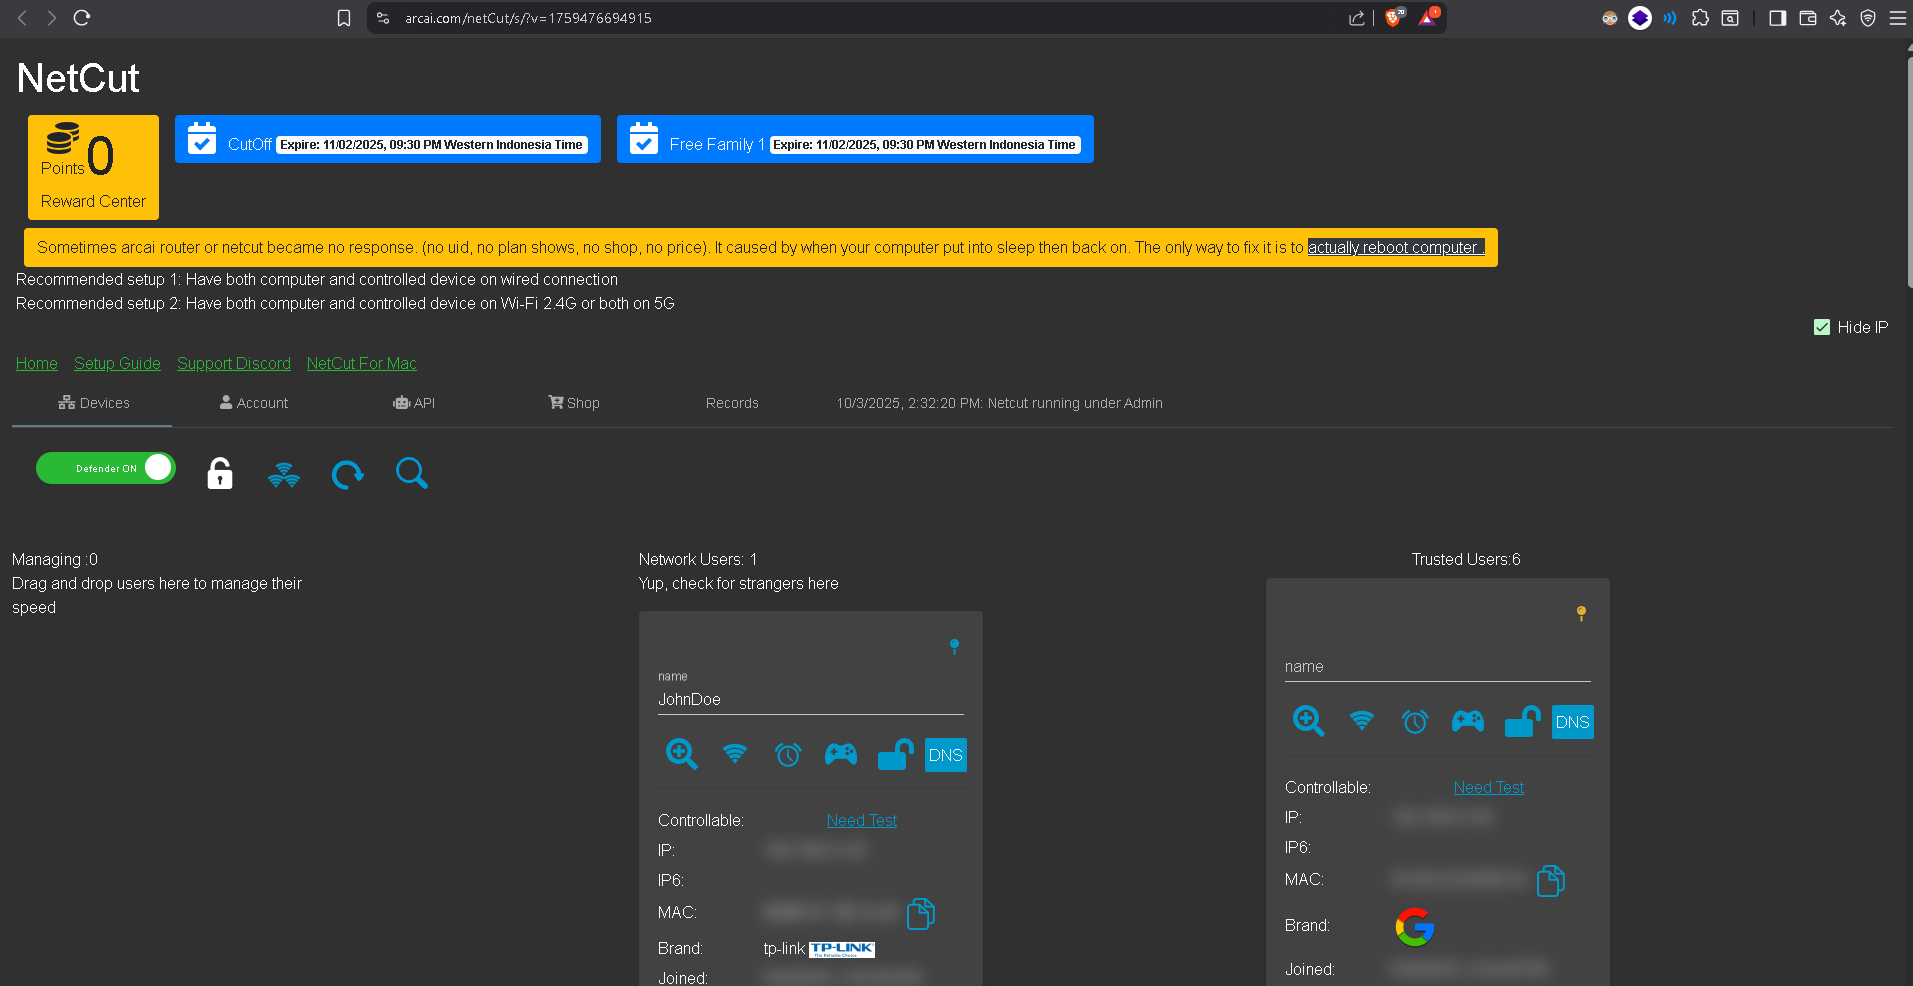 arcai.com/netCut/s/?v=1759476694915
NetCut
Points 0
Reward Center
CutOff Expire: 11/02/2025, 09:30 PM Western Indonesia Time
Free Family 1 Expire: 11/02/2025, 09:30 PM Western Indonesia Time
Sometimes arcai router or netcut became no response. (no uid, no plan shows, no shop, no price). It caused by when your computer put into sleep then back on. The only way to fix it is to actually reboot computer .
Recommended setup 1: Have both computer and controlled device on wired connection
Recommended setup 2: Have both computer and controlled device on Wi-Fi 2.4G or both on 5G
Hide IP
Home Setup Guide Support Discord NetCut For Mac
Devices Account API Shop Records 10/3/2025, 2:32:20 PM: Netcut running under Admin
Defender ON
Managing :0
Drag and drop users here to manage their
speed
Network Users: 1
Yup, check for strangers here
name
JohnDoe
DNS
Controllable: Need Test
IP:
IP6:
MAC:
Brand: tp-link TP-LINK
The Reliable Choice
Joined:
Trusted Users:6
name
DNS
Controllable: Need Test
IP:
IP6:
MAC:
Brand:
Joined: